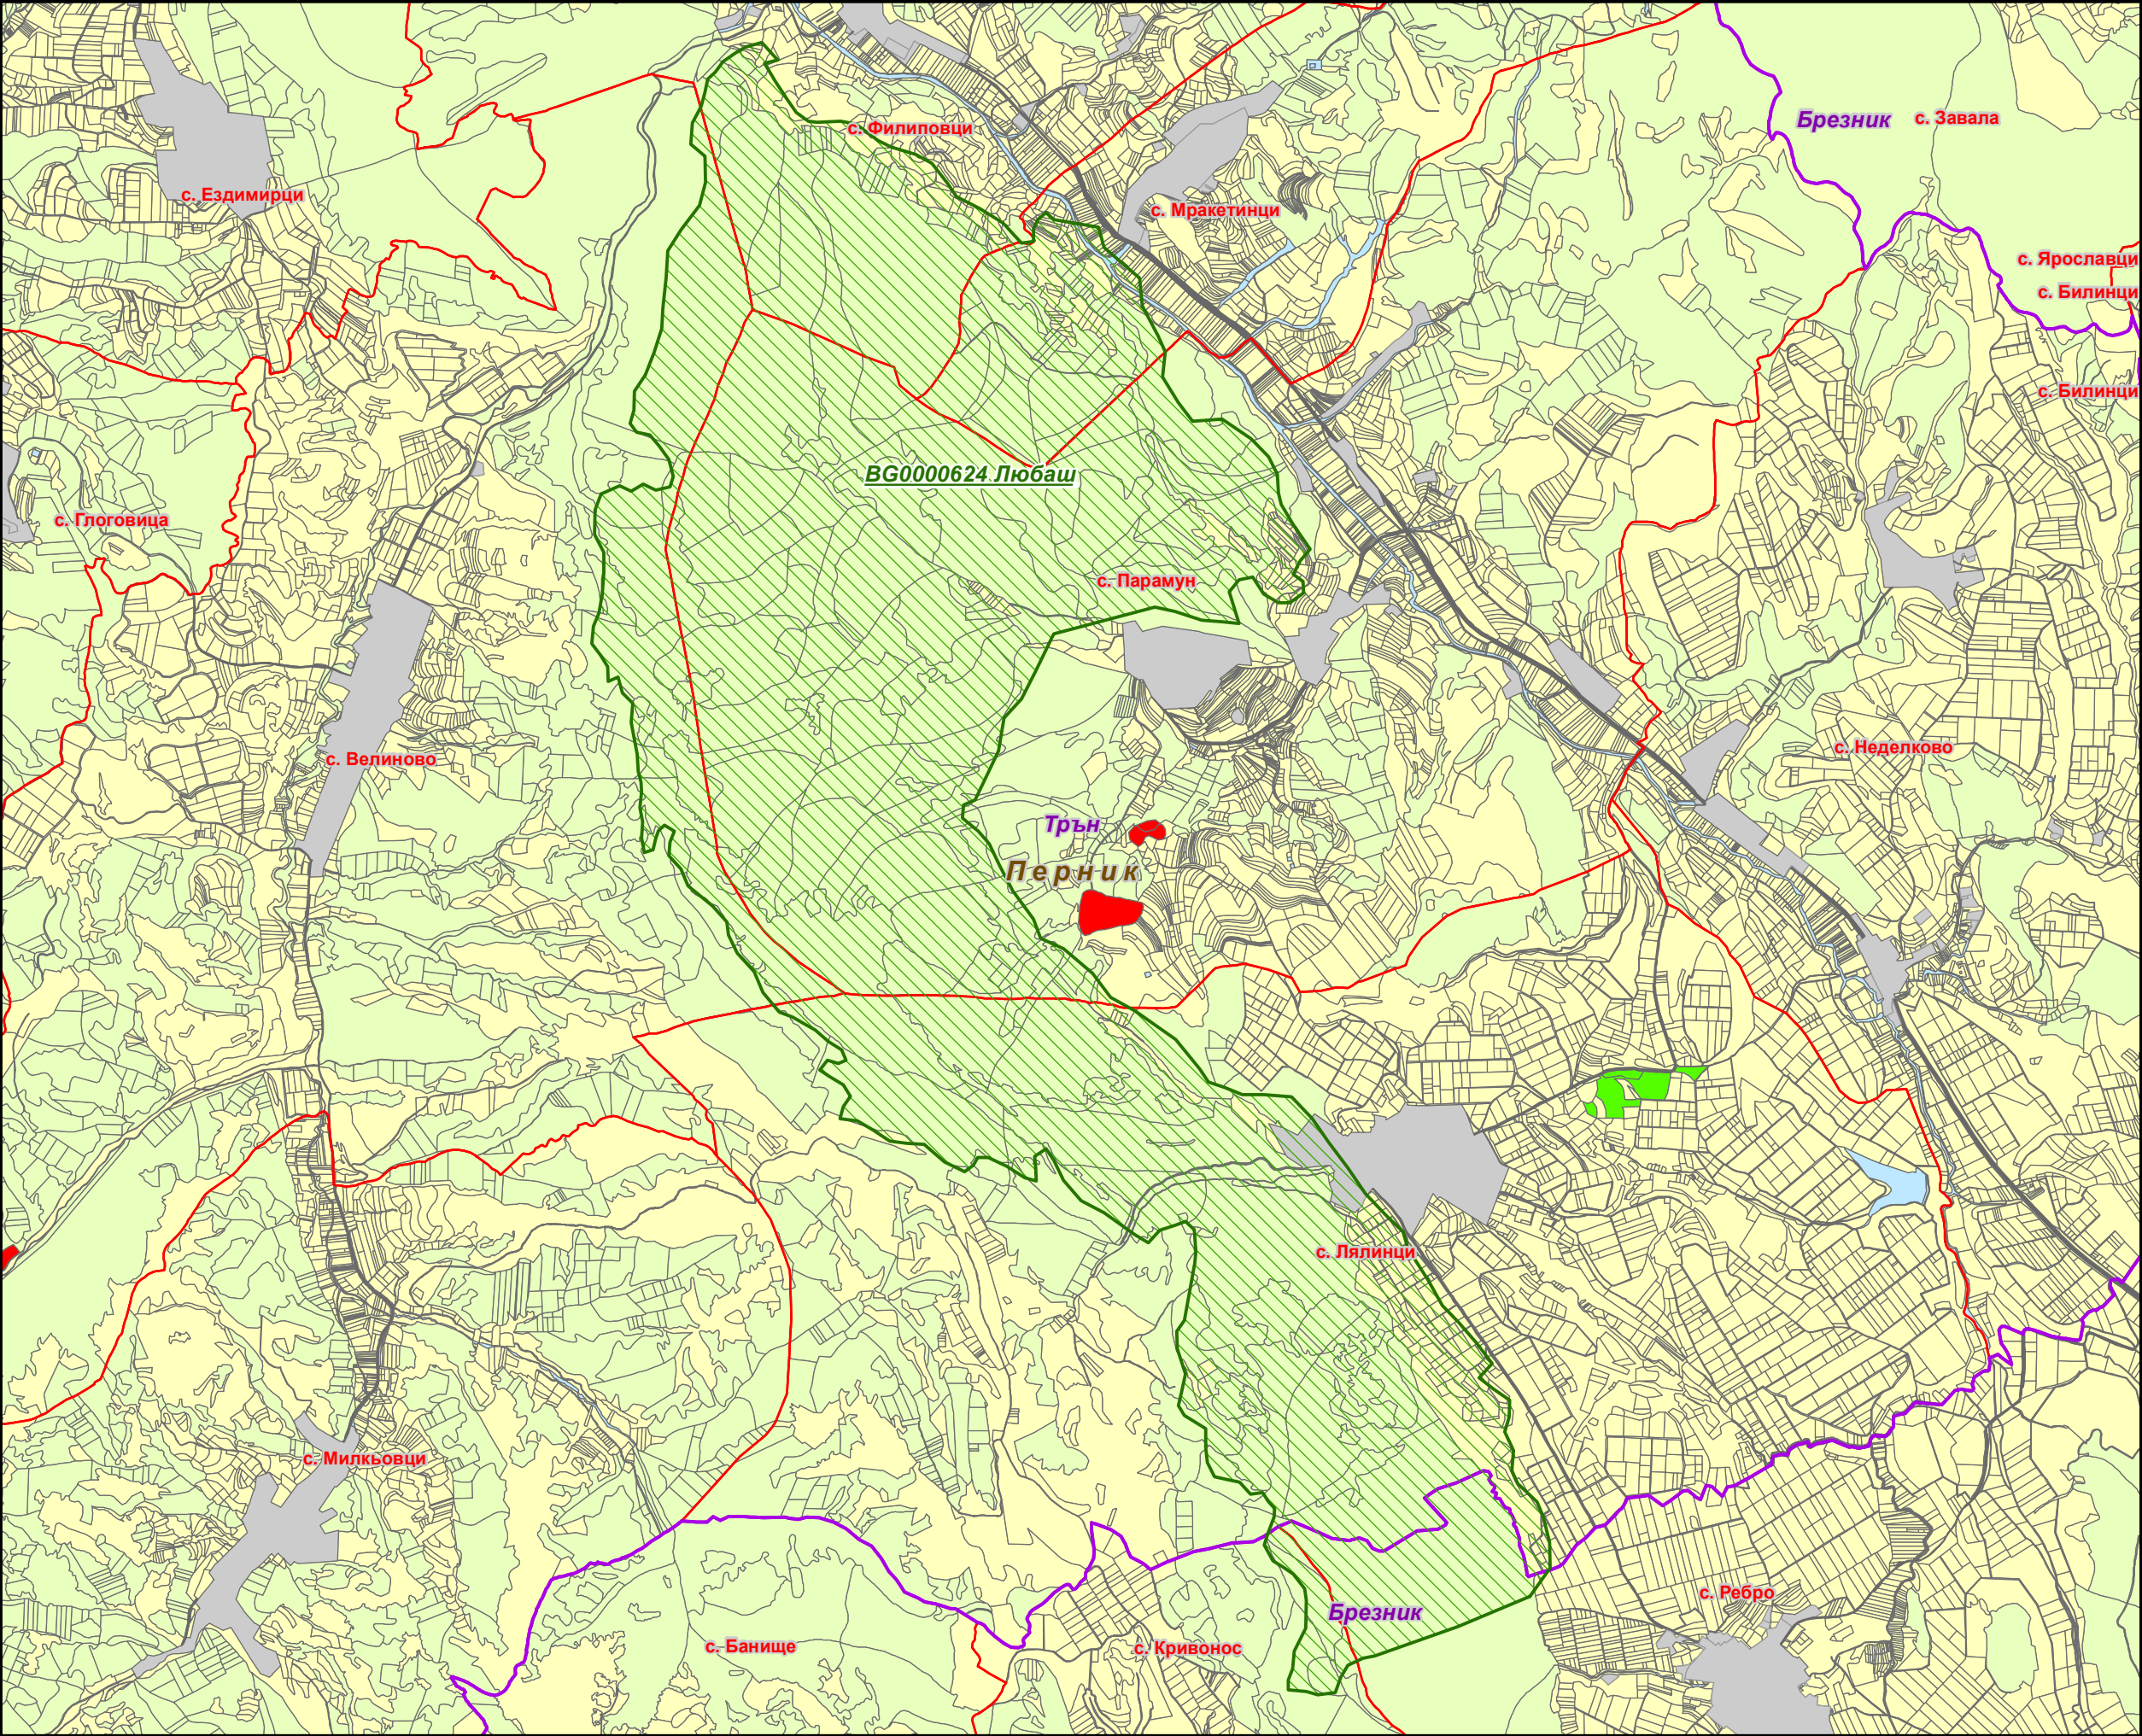 Брезник
с. Завала
с. Филиповци
с. Ездимирци
с. Мракетинци
с. Ярославци
с. Билинци
с. Билинци
BG0000624 Любаш
с. Глоговица
с. Парамун
с. Неделково
с. Велиново
Трън
Перник
с. Лялинци
с. Милкьовци
с. Ребро
Брезник
с. Банище
с. Кривонос